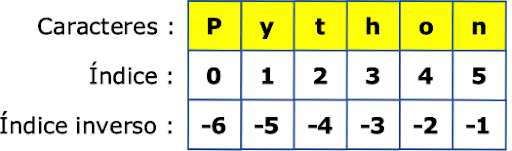 Caracteres : P y t h o n
Índice : 0 1 2 3 4 5
Índice inverso : -6 -5 -4 -3 -2 -1